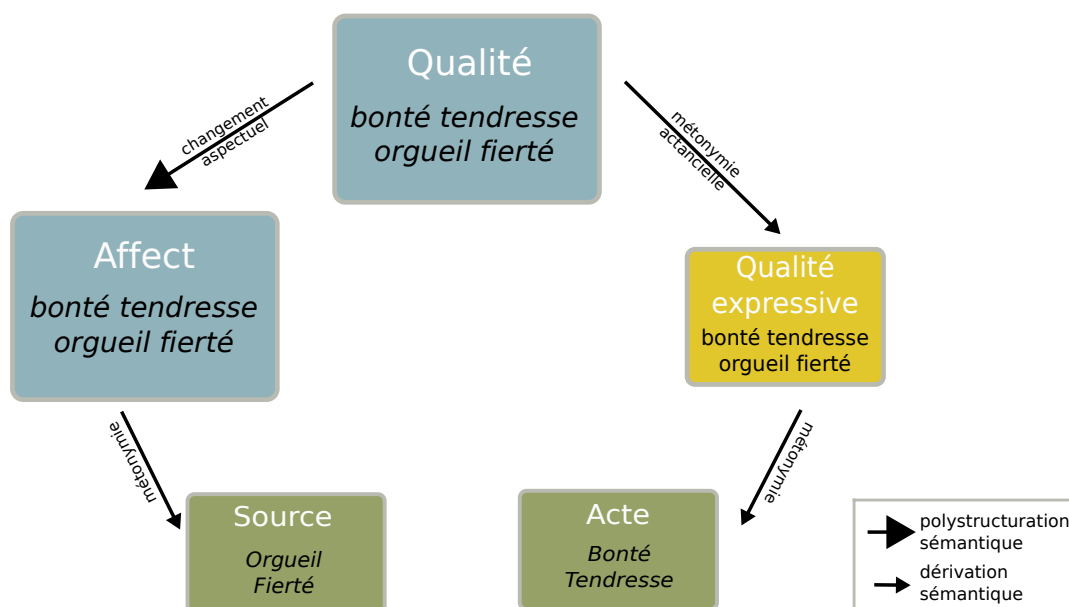 Qualité
bonté tendresse
orgueil fierté
changement
aspectuel
métonymie
actancielle
Affect
bonté tendresse
orgueil fierté
Qualité
expressive
bonté tendresse
orgueil fierté
métonymie
métonymie
Source
Orgueil
Fierté
Acte
Bonté
Tendresse
polystructuration
sémantique
dérivation
sémantique